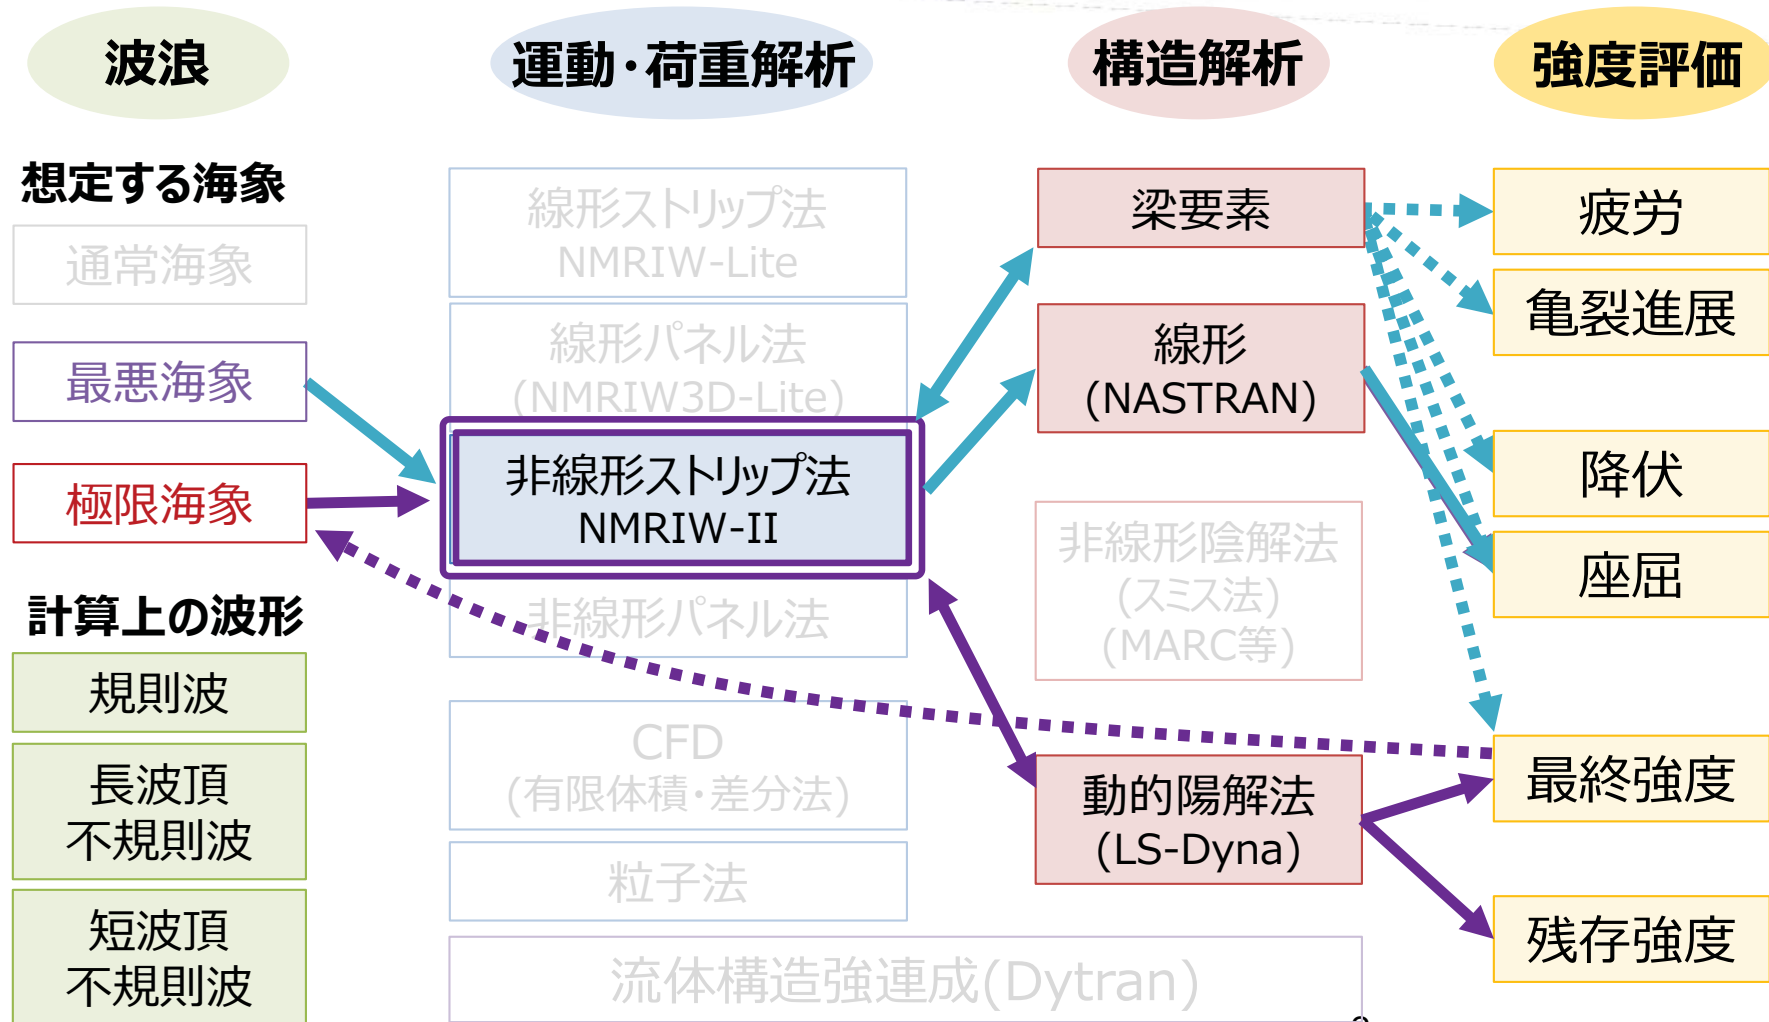 波浪
運動・荷重解析
構造解析
強度評価
想定する海象
通常海象
最悪海象
極限海象
計算上の波形
規則波
長波頂
不規則波
短波頂
不規則波
線形ストリップ法
NMRIW-Lite
線形パネル法
(NMRIW3D-Lite)
非線形ストリップ法
NMRIW-II
非線形パネル法
CFD
(有限体積・差分法)
粒子法
流体構造強連成(Dytran)
梁要素
線形
(NASTRAN)
非線形陰解法
(スミス法)
(MARC等)
動的陽解法
(LS-Dyna)
疲労
亀裂進展
降伏
座屈
最終強度
残存強度